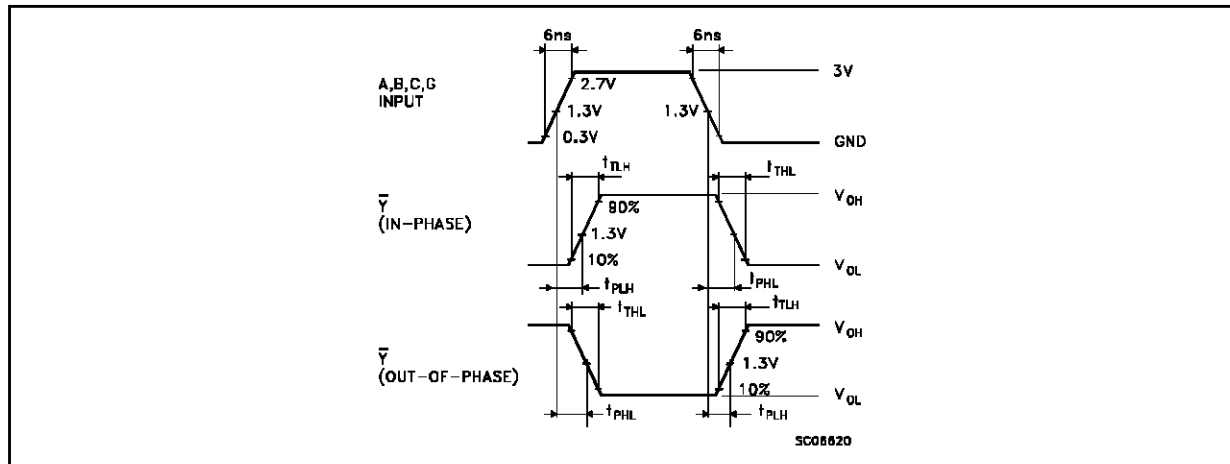 6ns 6ns
3V
A,B,C,G
INPUT
2.7V
1.3V 1.3V
0.3V
GND
tTLH tTHL
VOH
Y̅
(IN-PHASE)
90%
1.3V
10%
VOL
tPLH tPHL
tTHL tTLH
VOH
90%
Y̅
(OUT-OF-PHASE)
1.3V
10%
VOL
tPHL tPLH
SC06620